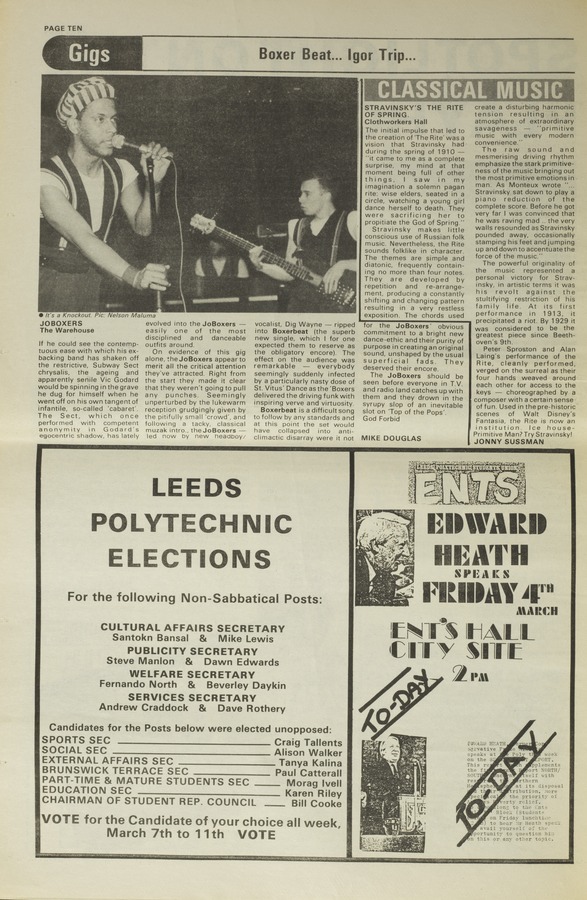 PAGE TEN
Gigs
Boxer Beat... Igor Trip...
● It's a Knockout. Pic: Nelson Maluma
JOBOXERS
The Warehouse
If he could see the contemp-
tuous ease with which his ex-
backing band has shaken off
the restrictive, Subway Sect
chrysalis, the ageing and
apparently senile Vic Godard
would be spinning in the grave
he dug for himself when he
went off on his own tangent of
infantile, so-called 'cabaret'.
The Sect, which once
performed with competent
anonymity in Godard's
egocentric shadow, has lately
evolved into the JoBoxers —
easily one of the most
disciplined and danceable
outfits around.
On evidence of this gig
alone, the JoBoxers appear to
merit all the critical attention
they've attracted. Right from
the start they made it clear
that they weren't going to pull
any punches. Seemingly
unperturbed by the lukewarm
reception grudgingly given by
the pitifully small crowd, and
following a tacky, classical
muzak intro, the JoBoxers —
led now by new headboy/
vocalist, Dig Wayne — ripped
into Boxerbeat (the superb
new single, which I for one
expected them to reserve as
the obligatory encore). The
effect on the audience was
remarkable — everybody
seemingly suddenly infected
by a particularly nasty dose of
St. Vitus' Dance as the 'Boxers
delivered the driving funk with
inspiring verve and virtuosity.
Boxerbeat is a difficult song
to follow by any standards and
at this point the set would
have collapsed into anti-
climactic disarray were it not
for the JoBoxers' obvious
commitment to a bright new
dance-ethic and their purity of
purpose in creating an original
sound, unshaped by the usual
superficial fads. They
deserved their encore.
The JoBoxers should be
seen before everyone in T.V.
and radio land catches up with
them and they drown in the
syrupy slop of an inevitable
slot on 'Top of the Pops'.
God Forbid
MIKE DOUGLAS
CLASSICAL MUSIC
STRAVINSKY'S THE RITE
OF SPRING.
Clothworkers Hall
The initial impulse that led to
the creation of 'The Rite' was a
vision that Stravinsky had
during the spring of 1910 —
"it came to me as a complete
surprise, my mind at that
moment being full of other
things. I saw in my
imagination a solemn pagan
rite: wise elders, seated in a
circle, watching a young girl
dance herself to death. They
were sacrificing her to
propitiate the God of Spring."
Stravinsky makes little
conscious use of Russian folk
music. Nevertheless, the Rite
sounds folklike in character.
The themes are simple and
diatonic, frequently contain-
ing no more than four notes.
They are developed by
repetition and re-arrange-
ment, producing a constantly
shifting and changing pattern
resulting in a very restless
exposition. The chords used
create a disturbing harmonic
tension resulting in an
atmosphere of extraordinary
savageness — "primitive
music with every modern
convenience."
The raw sound and
mesmerising driving rhythm
emphasize the stark primitive-
ness of the music bringing out
the most primitive emotions in
man. As Monteux wrote "...
Stravinsky sat down to play a
piano reduction of the
complete score. Before he got
very far I was convinced that
he was raving mad .. the very
walls resounded as Stravinsky
pounded away, occasionally
stamping his feet and jumping
up and down to accentuate the
force of the music."
The powerful originality of
the music represented a
personal victory for Strav-
insky, in artistic terms it was
his revolt against the
stultifying restriction of his
family life. At its first
performance in 1913, it
precipitated a riot. By 1929 it
was considered to be the
greatest piece since Beeth-
oven's 9th.
Peter Sproston and Alan
Laing's performance of the
Rite, cleanly performed,
verged on the surreal as their
four hands weaved around
each other for access to the
keys — choreographed by a
composer with a certain sense
of fun. Used in the pre-historic
scenes of Walt Disney's
Fantasia, the Rite is now an
institution. Ice house-
Primitive Man? Try Stravinsky!
JONNY SUSSMAN
LEEDS
POLYTECHNIC
ELECTIONS
For the following Non-Sabbatical Posts:
CULTURAL AFFAIRS SECRETARY
Santokn Bansal & Mike Lewis
PUBLICITY SECRETARY
Steve Manlon & Dawn Edwards
WELFARE SECRETARY
Fernando North & Beverley Daykin
SERVICES SECRETARY
Andrew Craddock & Dave Rothery
Candidates for the Posts below were elected unopposed:
SPORTS SEC Craig Tallents
SOCIAL SEC Alison Walker
EXTERNAL AFFAIRS SEC Tanya Kalina
BRUNSWICK TERRACE SEC Paul Catterall
PART-TIME & MATURE STUDENTS SEC Morag Ivell
EDUCATION SEC Karen Riley
CHAIRMAN OF STUDENT REP. COUNCIL Bill Cooke
VOTE for the Candidate of your choice all week,
March 7th to 11th VOTE
ENTS
EDWARD
HEATH
SPEAKS
FRIDAY 4TH
MARCH
ENT'S HALL
CITY SITE
2 PM
TO-DAY
TO-DAY